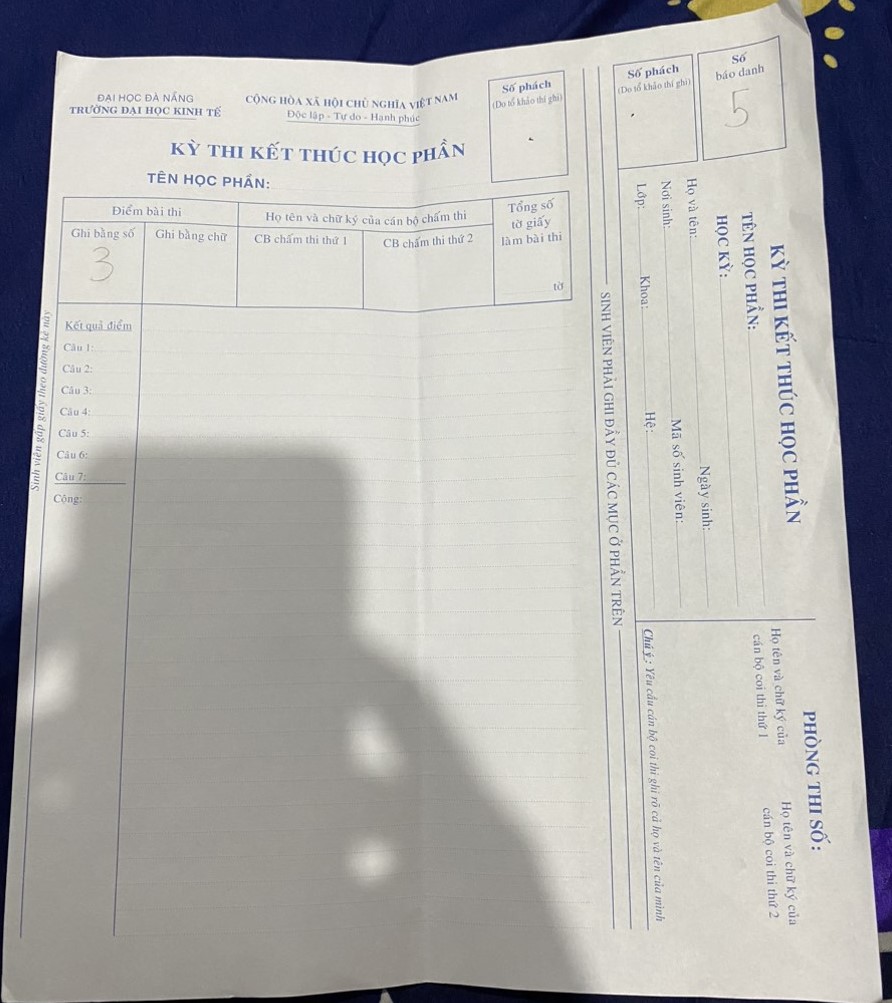 ĐẠI HỌC ĐÀ NẴNG
TRƯỜNG ĐẠI HỌC KINH TẾ
CỘNG HÒA XÃ HỘI CHỦ NGHĨA VIỆT NAM
Độc lập - Tự do - Hạnh phúc
KỲ THI KẾT THÚC HỌC PHẦN
TÊN HỌC PHẦN:
Số phách
(Do tổ khảo thí ghi)
Điểm bài thi
Họ tên và chữ ký của cán bộ chấm thi
Tổng số
tờ giấy
làm bài thi
Ghi bằng số
Ghi bằng chữ
CB chấm thi thứ 1
CB chấm thi thứ 2
3
tờ
Kết quả điểm
Câu 1:
Câu 2:
Câu 3:
Câu 4:
Câu 5:
Câu 6:
Câu 7:
Cộng:
Sinh viên gấp giấy theo đường kẻ này
SINH VIÊN PHẢI GHI ĐẦY ĐỦ CÁC MỤC Ở PHẦN TRÊN
Số phách
(Do tổ khảo thí ghi)
Số
báo danh
5
KỲ THI KẾT THÚC HỌC PHẦN
TÊN HỌC PHẦN:
HỌC KỲ:
Họ và tên: Ngày sinh:
Nơi sinh: Mã số sinh viên:
Lớp: Khoa: Hệ:
PHÒNG THI SỐ:
Họ tên và chữ ký của
cán bộ coi thi thứ 1
Họ tên và chữ ký của
cán bộ coi thi thứ 2
Chú ý: Yêu cầu cán bộ coi thi ghi rõ cả họ và tên của mình